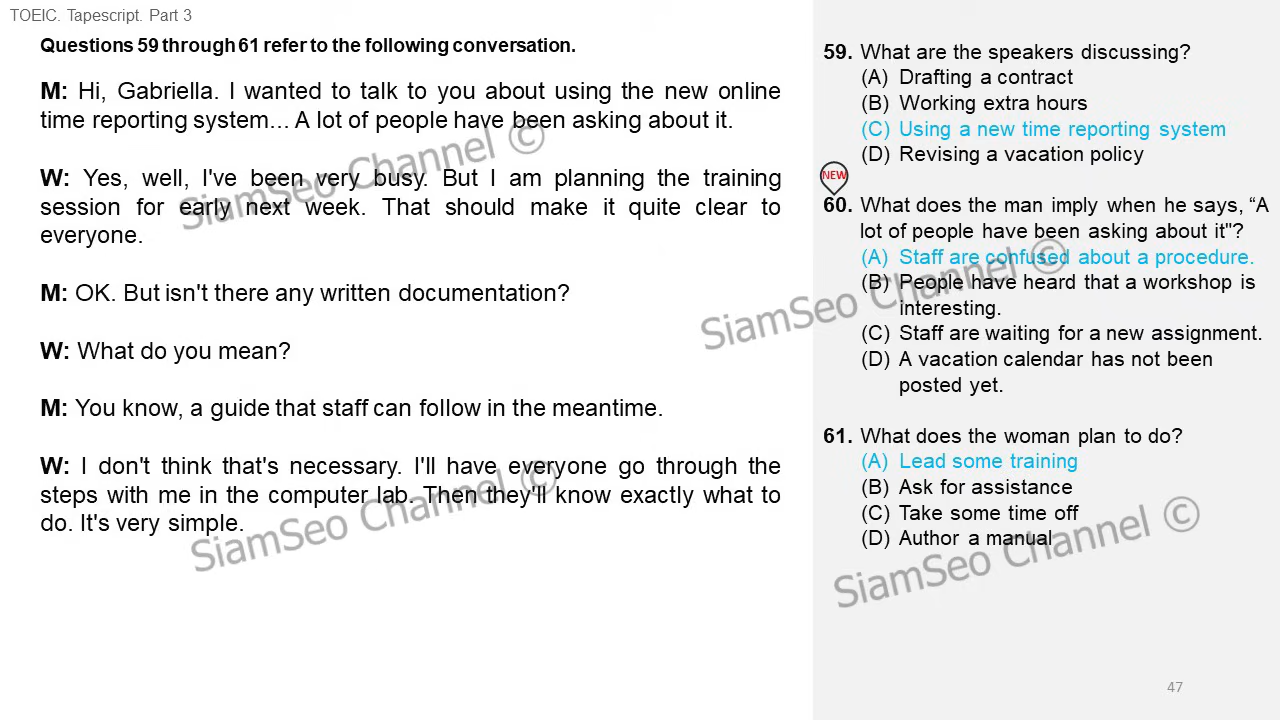 TOEIC. Tapescript. Part 3
Questions 59 through 61 refer to the following conversation.
M: Hi, Gabriella. I wanted to talk to you about using the new online
time reporting system... A lot of people have been asking about it.
W: Yes, well, I've been very busy. But I am planning the training
session for early next week. That should make it quite clear to
everyone.
M: OK. But isn't there any written documentation?
W: What do you mean?
M: You know, a guide that staff can follow in the meantime.
W: I don't think that's necessary. I'll have everyone go through the
steps with me in the computer lab. Then they'll know exactly what to
do. It's very simple.
SiamSeo Channel ©
SiamSeo Channel ©
59. What are the speakers discussing?
(A) Drafting a contract
(B) Working extra hours
(C) Using a new time reporting system
(D) Revising a vacation policy
NEW
60. What does the man imply when he says, “A
lot of people have been asking about it"?
(A) Staff are confused about a procedure.
(B) People have heard that a workshop is
interesting.
(C) Staff are waiting for a new assignment.
(D) A vacation calendar has not been
posted yet.
61. What does the woman plan to do?
(A) Lead some training
(B) Ask for assistance
(C) Take some time off
(D) Author a manual
SiamSeo Channel ©
SiamSeo Channel ©
47